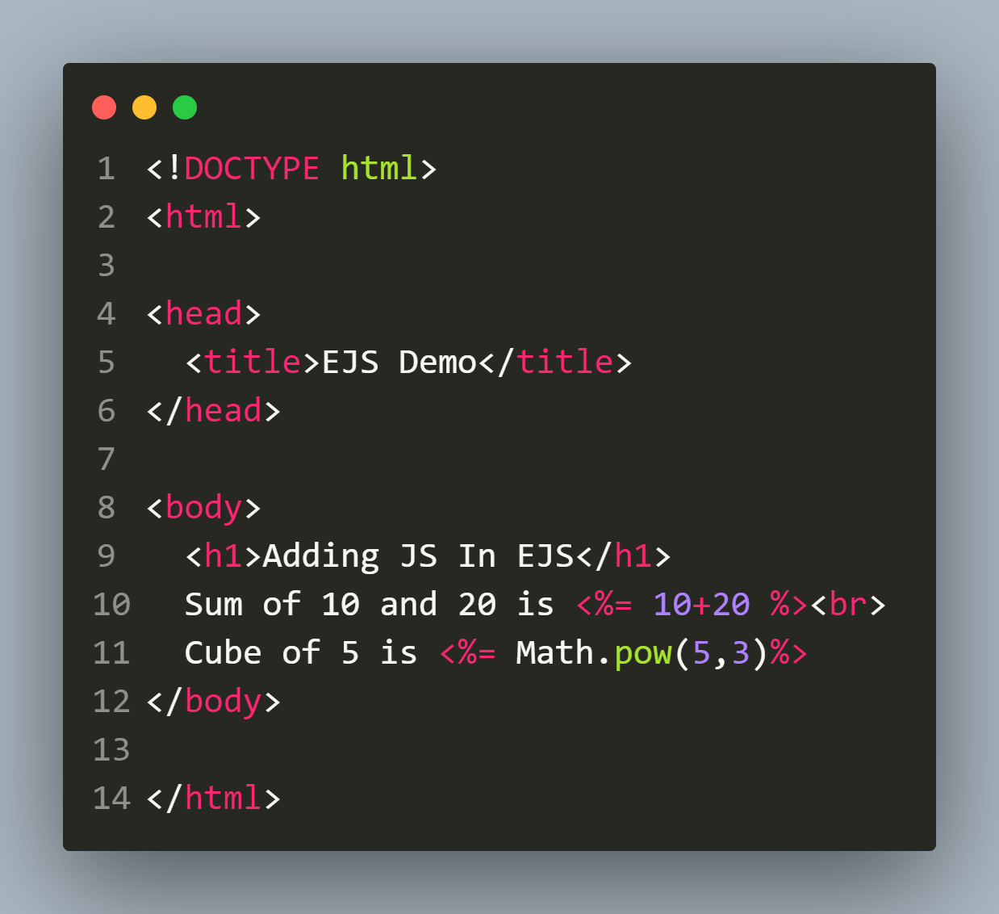 1 <!DOCTYPE html>
2 <html>
3
4 <head>
5   <title>EJS Demo</title>
6 </head>
7
8 <body>
9   <h1>Adding JS In EJS</h1>
10   Sum of 10 and 20 is <%= 10+20 %><br>
11   Cube of 5 is <%= Math.pow(5,3)%>
12 </body>
13
14 </html>